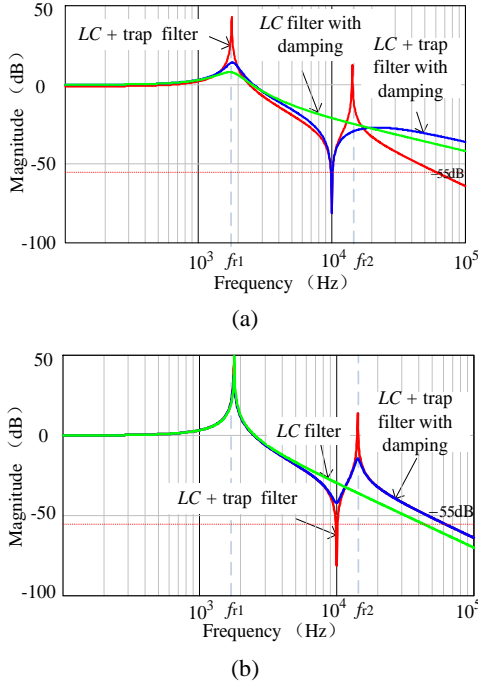 50
LC + trap filter
LC filter with
damping
LC + trap
filter with
damping
0
Magnitude (dB)
-50
−55dB
-100
10³ fr1 10⁴ fr2 10⁵
Frequency (Hz)
(a)
50
LC + trap
filter with
damping
LC filter
0
Magnitude (dB)
LC + trap filter
-50
−55dB
-100
10³ fr1 10⁴ fr2 10⁵
Frequency (Hz)
(b)